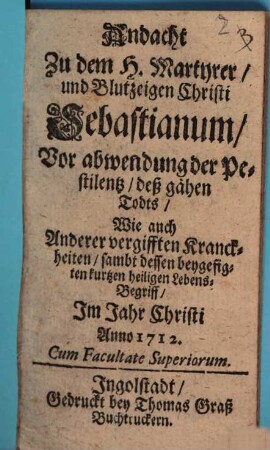 Andacht
Zu dem H. Martyrer /
und Blutzeigen Christi
Sebastianum /
Vor abwendung der Pe-
stilentz / deß gähen
Todts /
Wie auch
Anderer vergifften Kranck-
heiten / sambt dessen beygefig-
ten kurtzen heiligen Lebens-
Begriff /
Im Jahr Christi
Anno 1712.
Cum Facultate Superiorum.
Ingolstadt /
Gedruckt bey Thomas Graß
Buchtruckern.